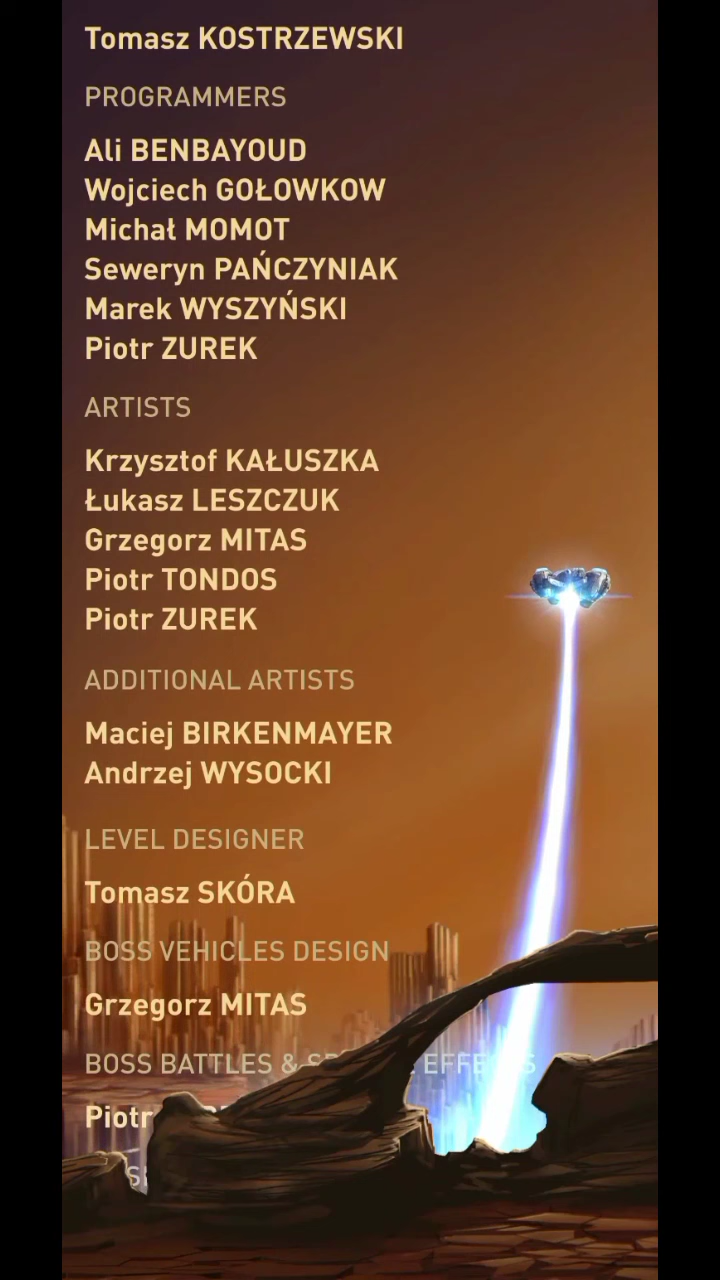 Tomasz KOSTRZEWSKI
PROGRAMMERS
Ali BENBAYOUD
Wojciech GOŁOWKOW
Michał MOMOT
Seweryn PAŃCZYNIAK
Marek WYSZYŃSKI
Piotr ZUREK
ARTISTS
Krzysztof KAŁUSZKA
Łukasz LESZCZUK
Grzegorz MITAS
Piotr TONDOS
Piotr ZUREK
ADDITIONAL ARTISTS
Maciej BIRKENMAYER
Andrzej WYSOCKI
LEVEL DESIGNER
Tomasz SKÓRA
BOSS VEHICLES DESIGN
Grzegorz MITAS
BOSS BATTLES &
Piotr